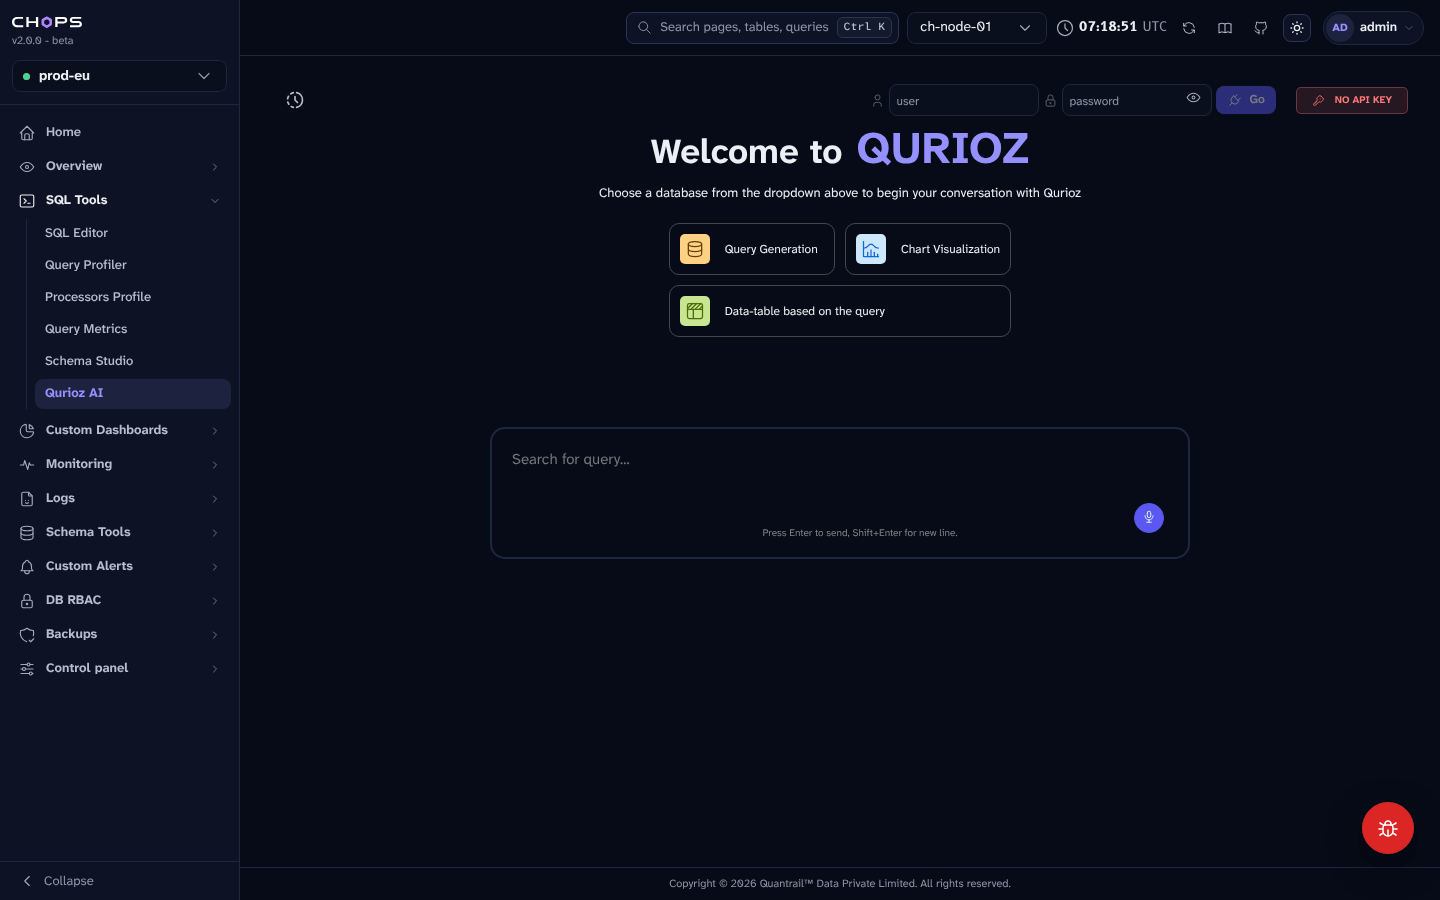 CHOPS
v2.0.0 - beta
prod-eu
Home
Overview
SQL Tools
SQL Editor
Query Profiler
Processors Profile
Query Metrics
Schema Studio
Qurioz AI
Custom Dashboards
Monitoring
Logs
Schema Tools
Custom Alerts
DB RBAC
Backups
Control panel
Collapse
Search pages, tables, queries Ctrl K
ch-node-01
07:18:51 UTC
AD admin
user
password
Go
NO API KEY
Welcome to QURIOZ
Choose a database from the dropdown above to begin your conversation with Qurioz
Query Generation
Chart Visualization
Data-table based on the query
Search for query...
Press Enter to send, Shift+Enter for new line.
Copyright © 2026 Quantrail™ Data Private Limited. All rights reserved.